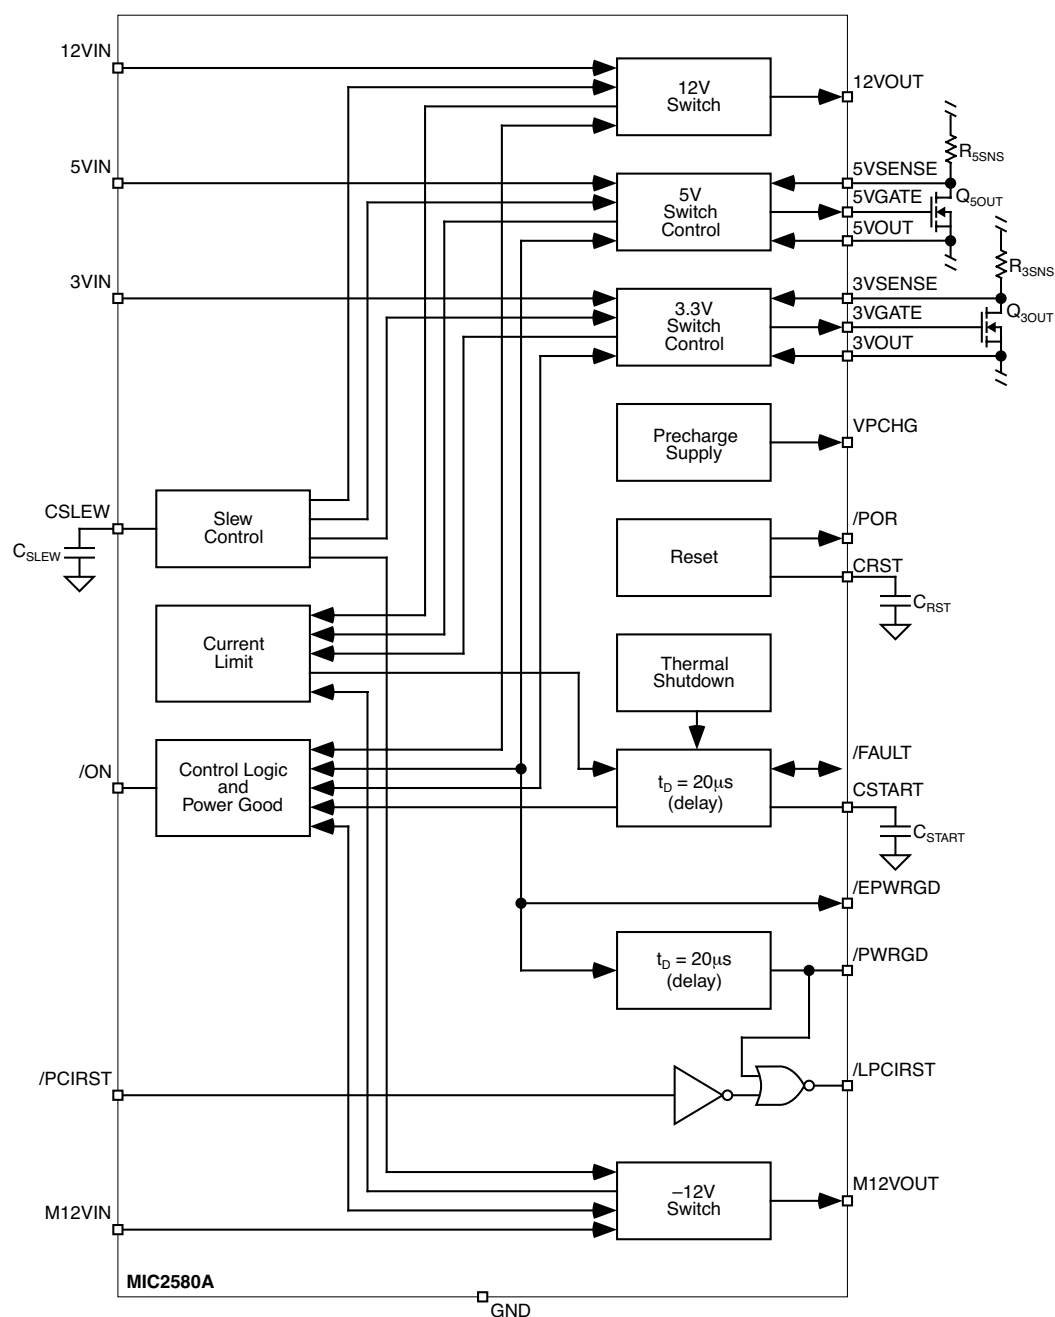 12VIN
12V
Switch
12VOUT
R5SNS
5VIN
5V
Switch
Control
5VSENSE
5VGATE
Q5OUT
5VOUT
R3SNS
3VIN
3.3V
Switch
Control
3VSENSE
3VGATE
Q3OUT
3VOUT
Precharge
Supply
VPCHG
CSLEW
CSLEW
Slew
Control
Reset
/POR
CRST
CRST
Current
Limit
Thermal
Shutdown
/ON
Control Logic
and
Power Good
tD = 20µs
(delay)
/FAULT
CSTART
CSTART
/EPWRGD
tD = 20µs
(delay)
/PWRGD
/PCIRST
/LPCIRST
M12VIN
–12V
Switch
M12VOUT
MIC2580A
GND